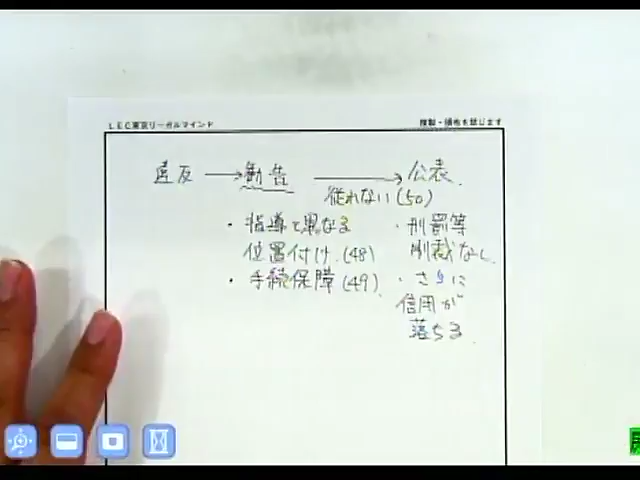 LEC東京リーガルマインド
複製・頒布を禁じます
違反 → 勧告 → 公表
従わない(50)
・指導と異なる
位置付け(48)
・手続保障(49)
・刑罰等
制裁なし
・さらに
信用が
落ちる